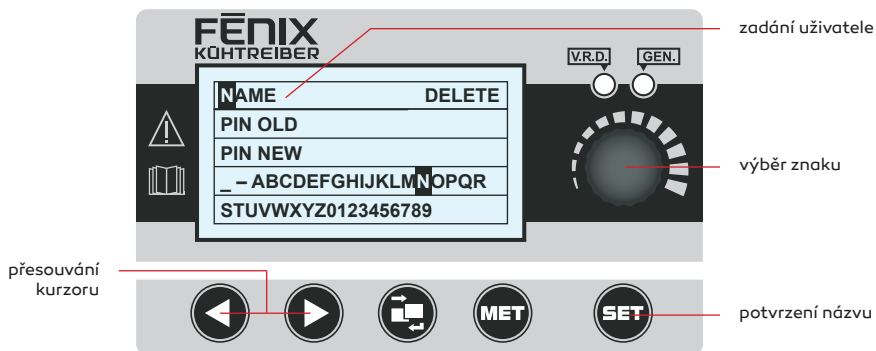 FĒNIX
KÜHTREIBER
zadání uživatele
V.R.D. GEN.
NAME DELETE
PIN OLD
PIN NEW
_ – ABCDEFGHIJKLMNOPQR
STUVWXYZ0123456789
výběr znaku
přesouvání
kurzoru
MET
SET
potvrzení názvu